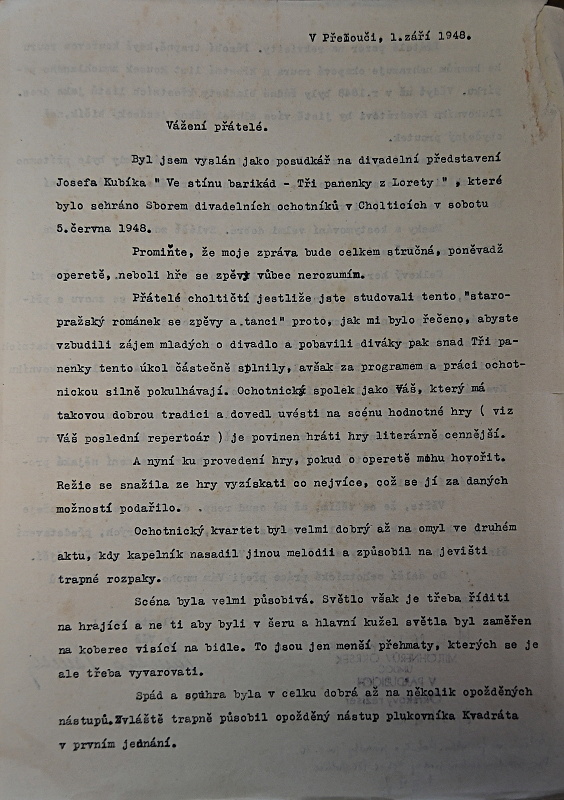 V Přelouči, 1.září 1948.
Vážení přátelé.
Byl jsem vyslán jako posudkář na divadelní představení
Josefa Kubíka " Ve stínu barikád - Tři panenky z Lorety " , které
bylo sehráno Sborem divadelních ochotníků v Cholticích v sobotu
5.června 1948.
Promiňte, že moje zpráva bude celkem stručná, poněvadž
operetě, neboli hře se zpěvy vůbec nerozumím.
Přátelé choltičtí jestliže jste studovali tento "staro-
pražský románek se zpěvy a tanci" proto, jak mi bylo řečeno, abyste
vzbudili zájem mladých o divadlo a pobavili diváky pak snad Tři pa-
nenky tento úkol částečně splnily, avšak za programem a práci ochot-
nickou silně pokulhávají. Ochotnický spolek jako Váš, který má
takovou dobrou tradici a dovedl uvésti na scénu hodnotné hry ( viz
Váš poslední repertoár ) je povinen hráti hry literárně cennější.
A nyní ku provedení hry, pokud o operetě mohu hovořit.
Režie se snažila ze hry vyzískati co nejvíce, což se jí za daných
možností podařilo.
Ochotnický kvartet byl velmi dobrý až na omyl ve druhém
aktu, kdy kapelník nasadil jinou melodii a způsobil na jevišti
trapné rozpaky.
Scéna byla velmi působivá. Světlo však je třeba říditi
na hrající a ne ti aby byli v šeru a hlavní kužel světla byl zaměřen
na koberec visící na bidle. To jsou jen menší přehmaty, kterých se je
ale třeba vyvarovati.
Spád a souhra byla v celku dobrá až na několik opožděných
nástupů.Zvláště trapně působil opožděný nástup plukovníka Kvadráta
v prvním jednání.